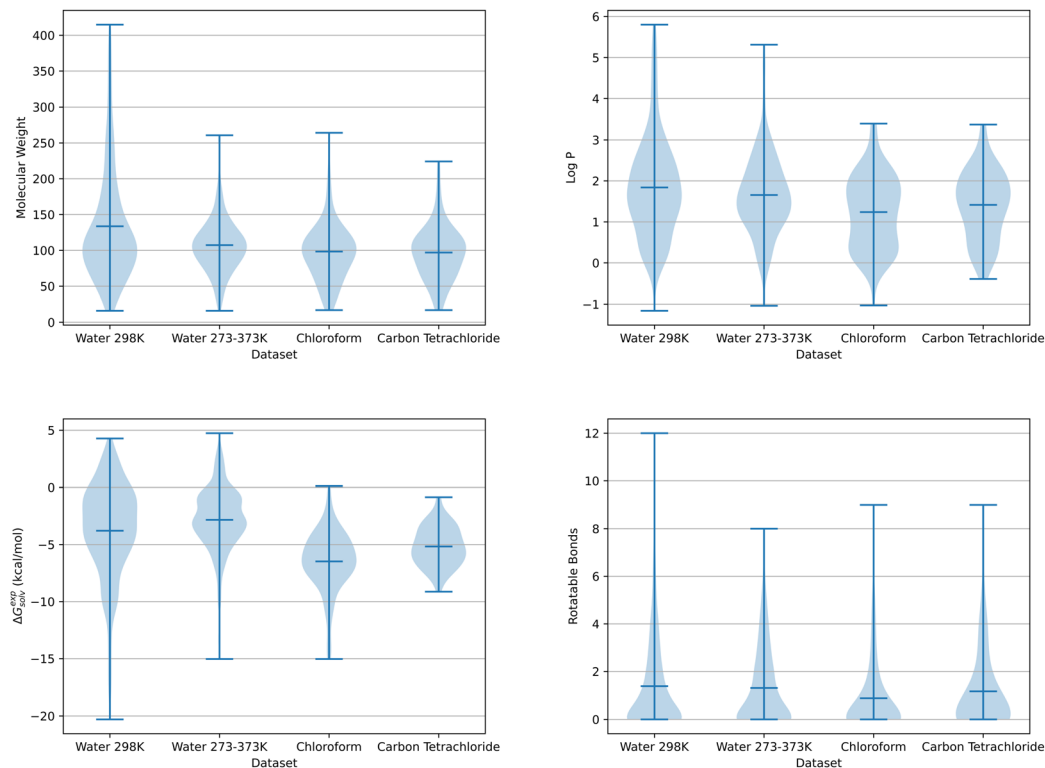 400
350
300
250
200
150
100
50
0
Molecular Weight
Water 298K Water 273-373K Chloroform Carbon Tetrachloride
Dataset
6
5
4
3
2
1
0
−1
Log P
Water 298K Water 273-373K Chloroform Carbon Tetrachloride
Dataset
5
0
−5
−10
−15
−20
ΔG^{exp}_{solv} (kcal/mol)
Water 298K Water 273-373K Chloroform Carbon Tetrachloride
Dataset
12
10
8
6
4
2
0
Rotatable Bonds
Water 298K Water 273-373K Chloroform Carbon Tetrachloride
Dataset